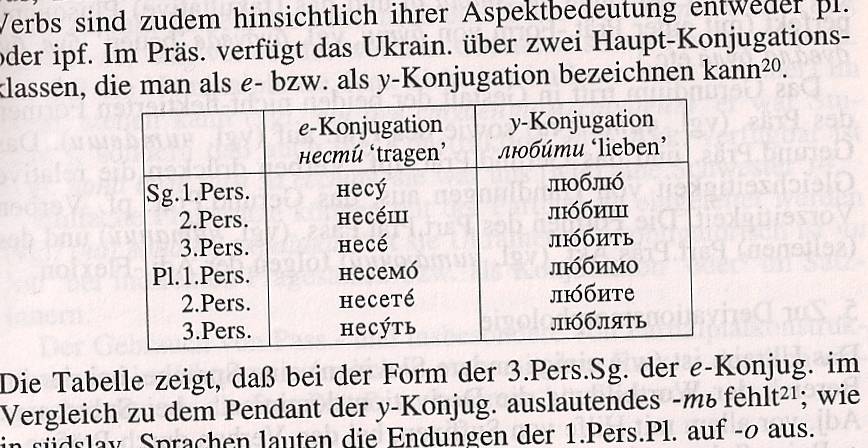 Verbs sind zudem hinsichtlich ihrer Aspektbedeutung entweder pf.
oder ipf. Im Präs. verfügt das Ukrain. über zwei Haupt-Konjugations-
klassen, die man als e- bzw. als y-Konjugation bezeichnen kann20.
e-Konjugation y-Konjugation
нести́ ‘tragen’ люби́ти ‘lieben’
Sg.1.Pers. несу́ люблю́
2.Pers. несе́ш лю́биш
3.Pers. несе́ лю́бить
Pl.1.Pers. несемо́ лю́бимо
2.Pers. несете́ лю́бите
3.Pers. несу́ть лю́блять
Die Tabelle zeigt, daß bei der Form der 3.Pers.Sg. der e-Konjug. im
Vergleich zu dem Pendant der y-Konjug. auslautendes -ть fehlt21; wie
in südslav. Sprachen lauten die Endungen der 1.Pers.Pl. auf -o aus.